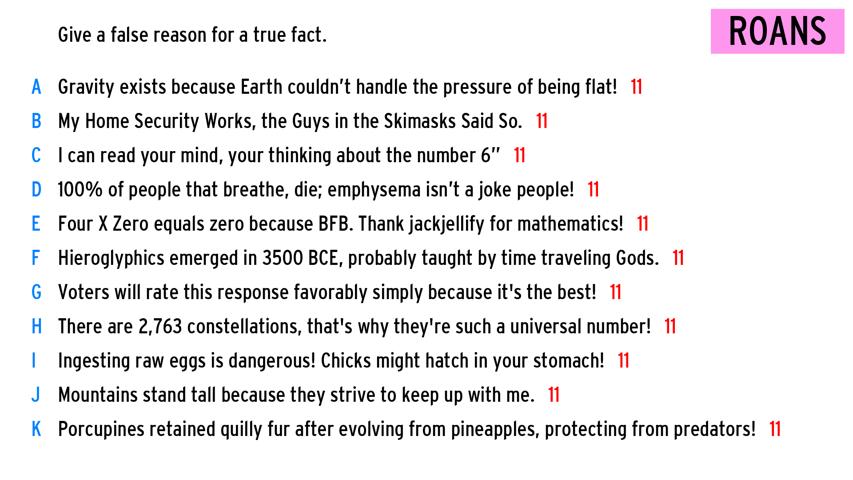 Give a false reason for a true fact.
ROANS
A Gravity exists because Earth couldn't handle the pressure of being flat! 11
B My Home Security Works, the Guys in the Skimasks Said So. 11
C I can read your mind, your thinking about the number 6” 11
D 100% of people that breathe, die; emphysema isn't a joke people! 11
E Four X Zero equals zero because BFB. Thank jackjellify for mathematics! 11
F Hieroglyphics emerged in 3500 BCE, probably taught by time traveling Gods. 11
G Voters will rate this response favorably simply because it's the best! 11
H There are 2,763 constellations, that's why they're such a universal number! 11
I Ingesting raw eggs is dangerous! Chicks might hatch in your stomach! 11
J Mountains stand tall because they strive to keep up with me. 11
K Porcupines retained quilly fur after evolving from pineapples, protecting from predators! 11